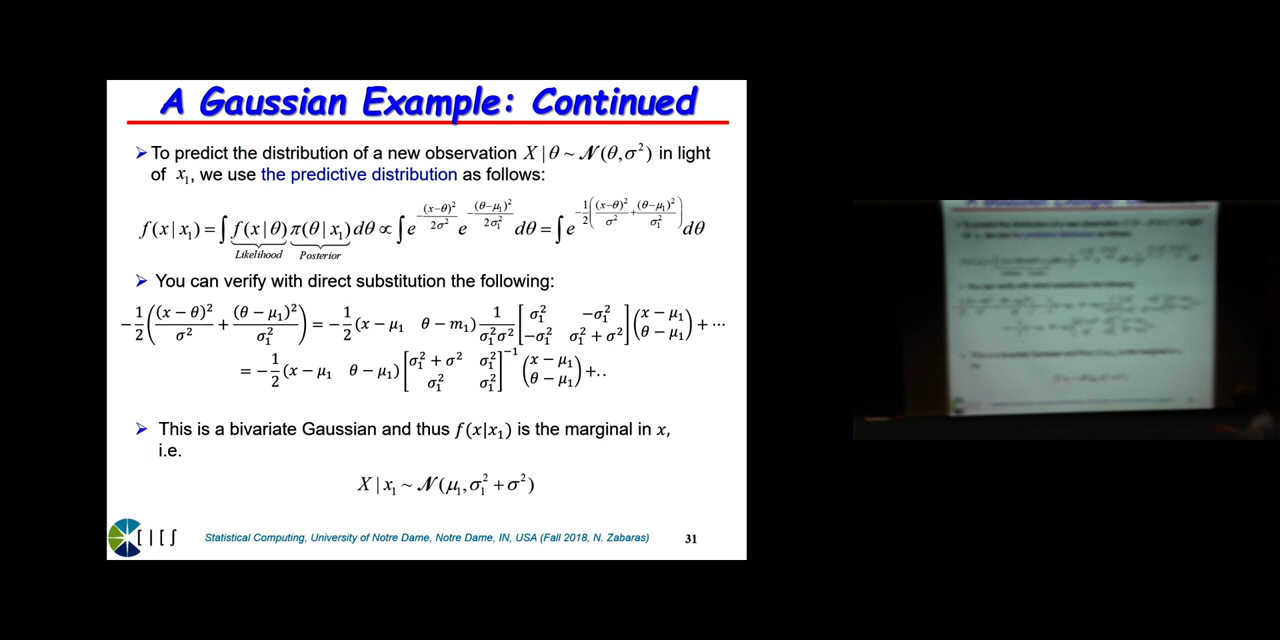 A Gaussian Example: Continued
➢ To predict the distribution of a new observation X | θ ~ 𝒩(θ, σ²) in light
of x₁, we use the predictive distribution as follows:
f(x | x₁) = ∫ f(x | θ) π(θ | x₁) dθ ∝ ∫ e^{-(x-θ)²/2σ²} e^{-(θ-μ₁)²/2σ₁²} dθ = ∫ e^{-1/2((x-θ)²/σ² + (θ-μ₁)²/σ₁²)} dθ
Likelihood Posterior
➢ You can verify with direct substitution the following:
-1/2((x − θ)²/σ² + (θ − μ₁)²/σ₁²) = -1/2 (x − μ₁ θ − m₁) 1/(σ₁²σ²) [σ₁² −σ₁²; −σ₁² σ₁² + σ²] (x − μ₁; θ − μ₁) + ⋯
= -1/2 (x − μ₁ θ − μ₁) [σ₁² + σ² σ₁²; σ₁² σ₁²]⁻¹ (x − μ₁; θ − μ₁) + ..
➢ This is a bivariate Gaussian and thus f(x|x₁) is the marginal in x,
i.e.
X | x₁ ~ 𝒩(μ₁, σ₁² + σ²)
Statistical Computing, University of Notre Dame, Notre Dame, IN, USA (Fall 2018, N. Zabaras)
31